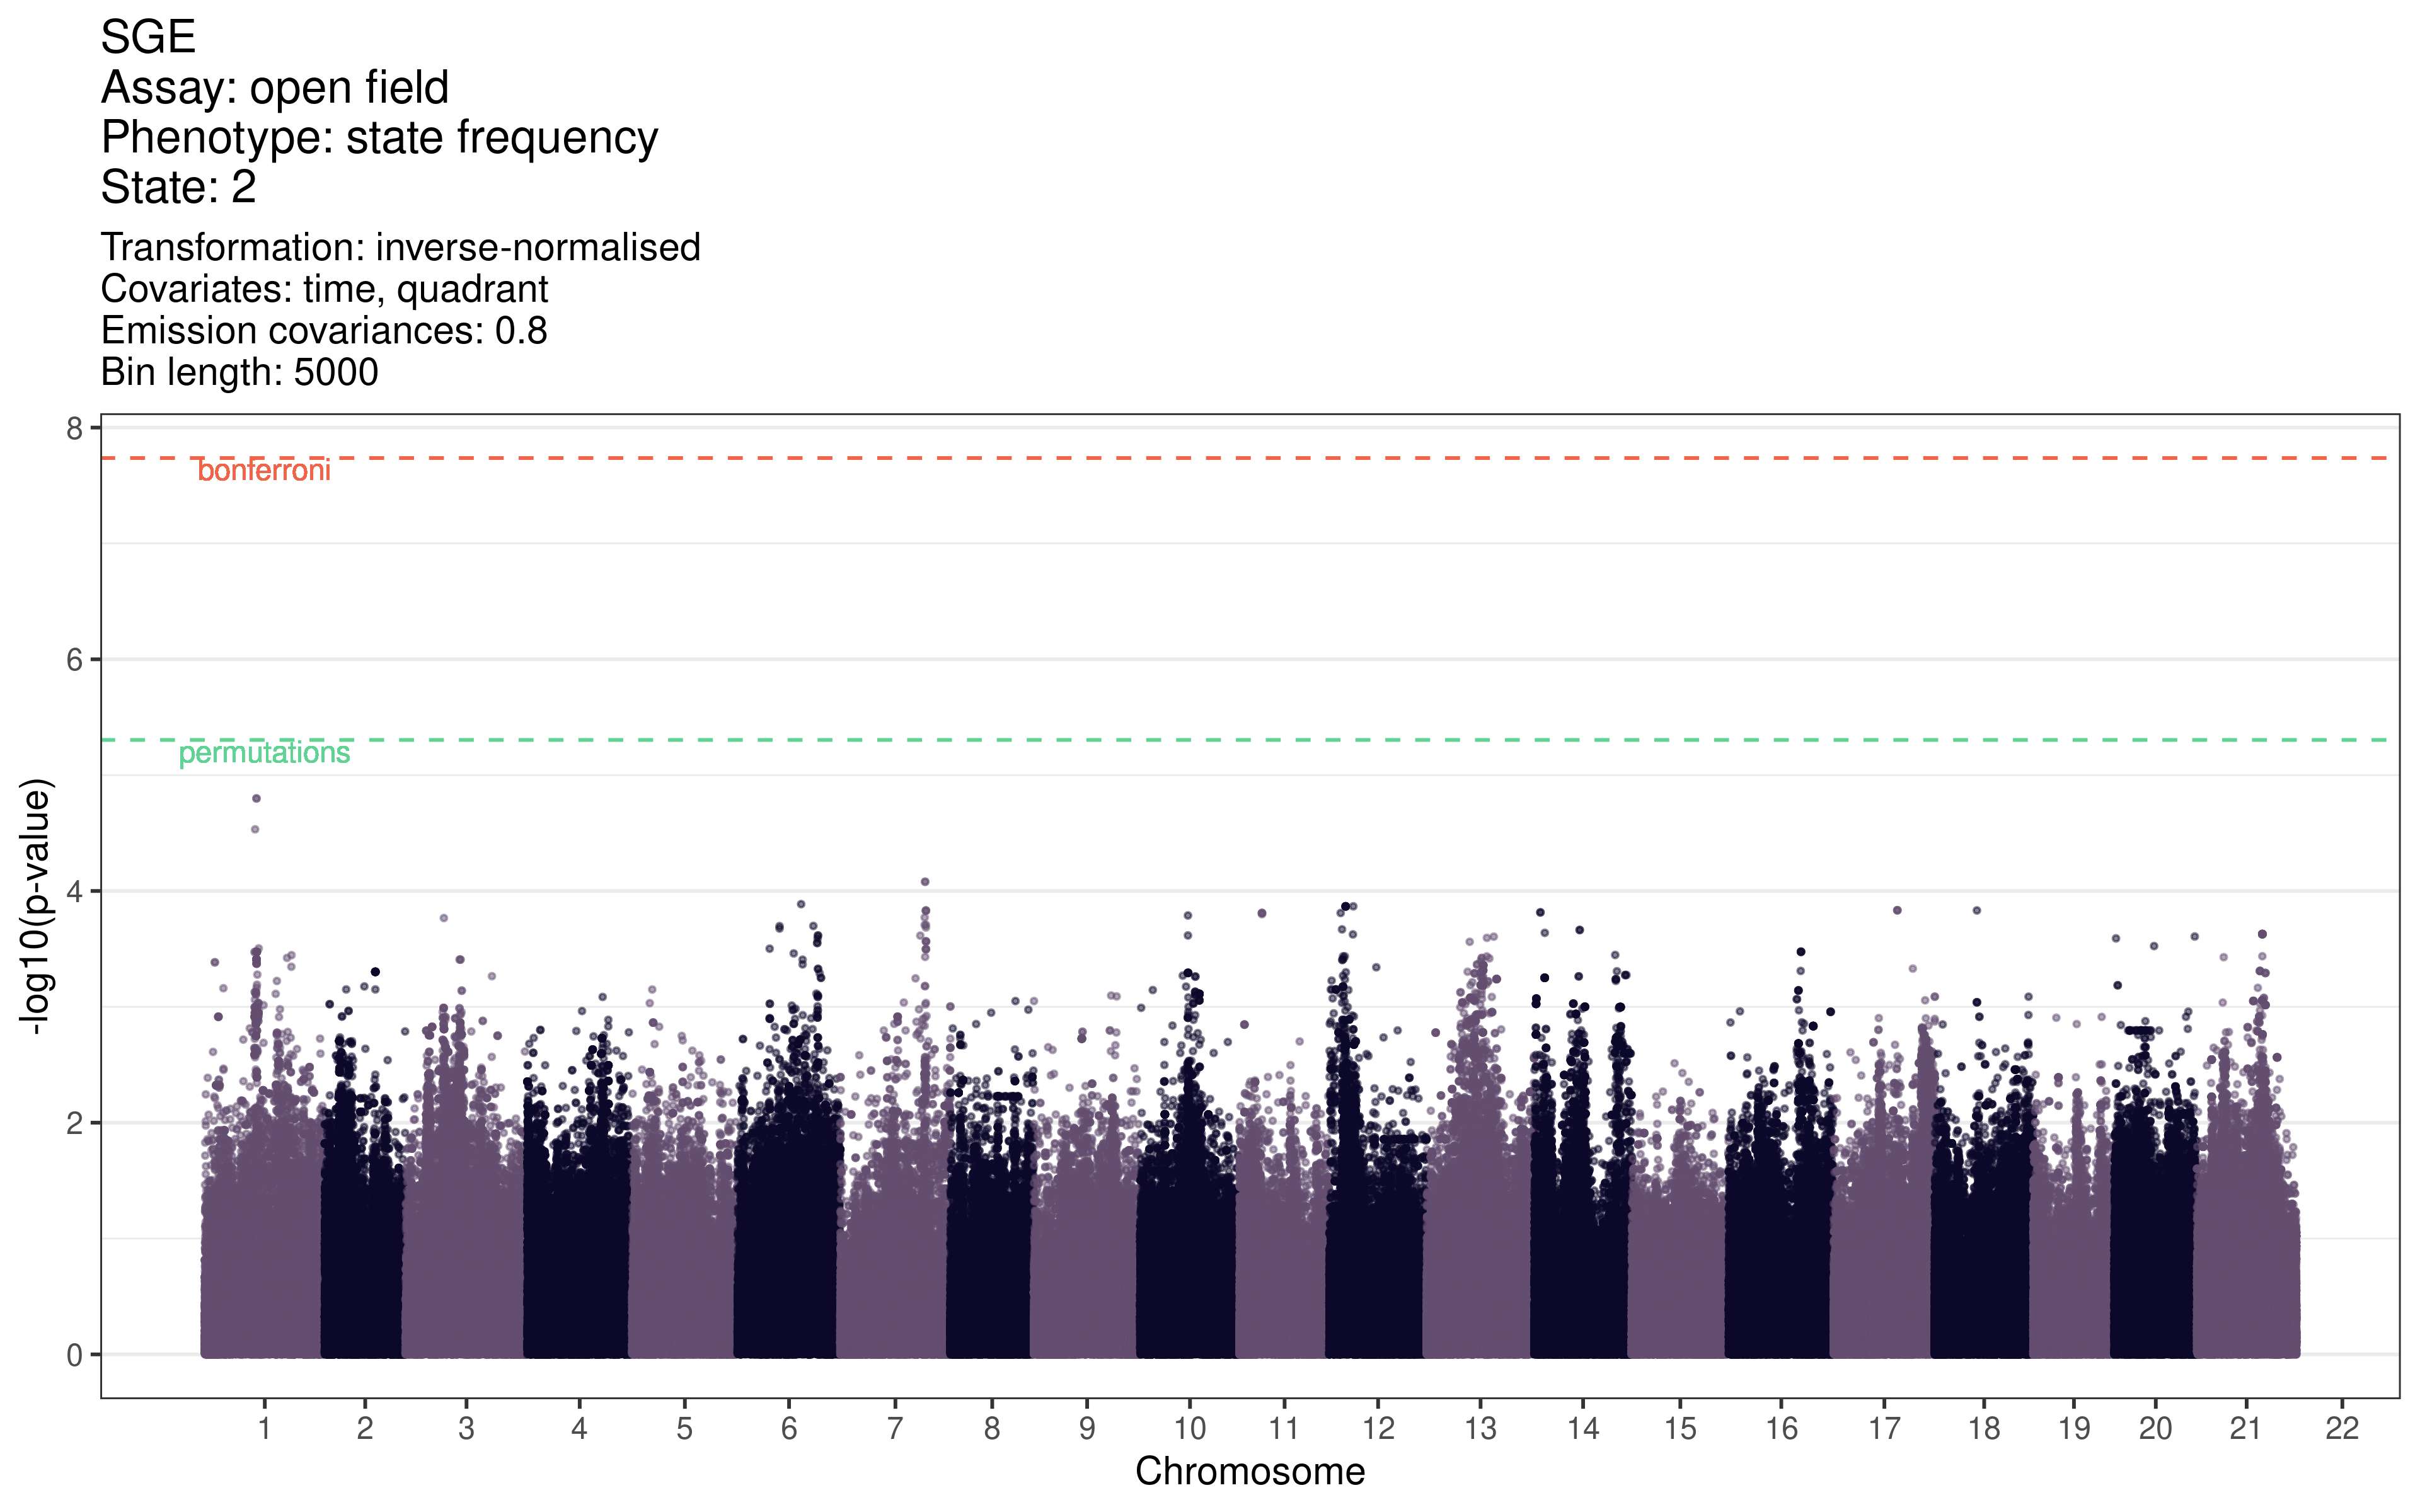 SGE
Assay: open field
Phenotype: state frequency
State: 2
Transformation: inverse-normalised
Covariates: time, quadrant
Emission covariances: 0.8
Bin length: 5000
8
bonferroni
6
permutations
4
2
0
-log10(p-value)
1 2 3 4 5 6 7 8 9 10 11 12 13 14 15 16 17 18 19 20 21 22
Chromosome